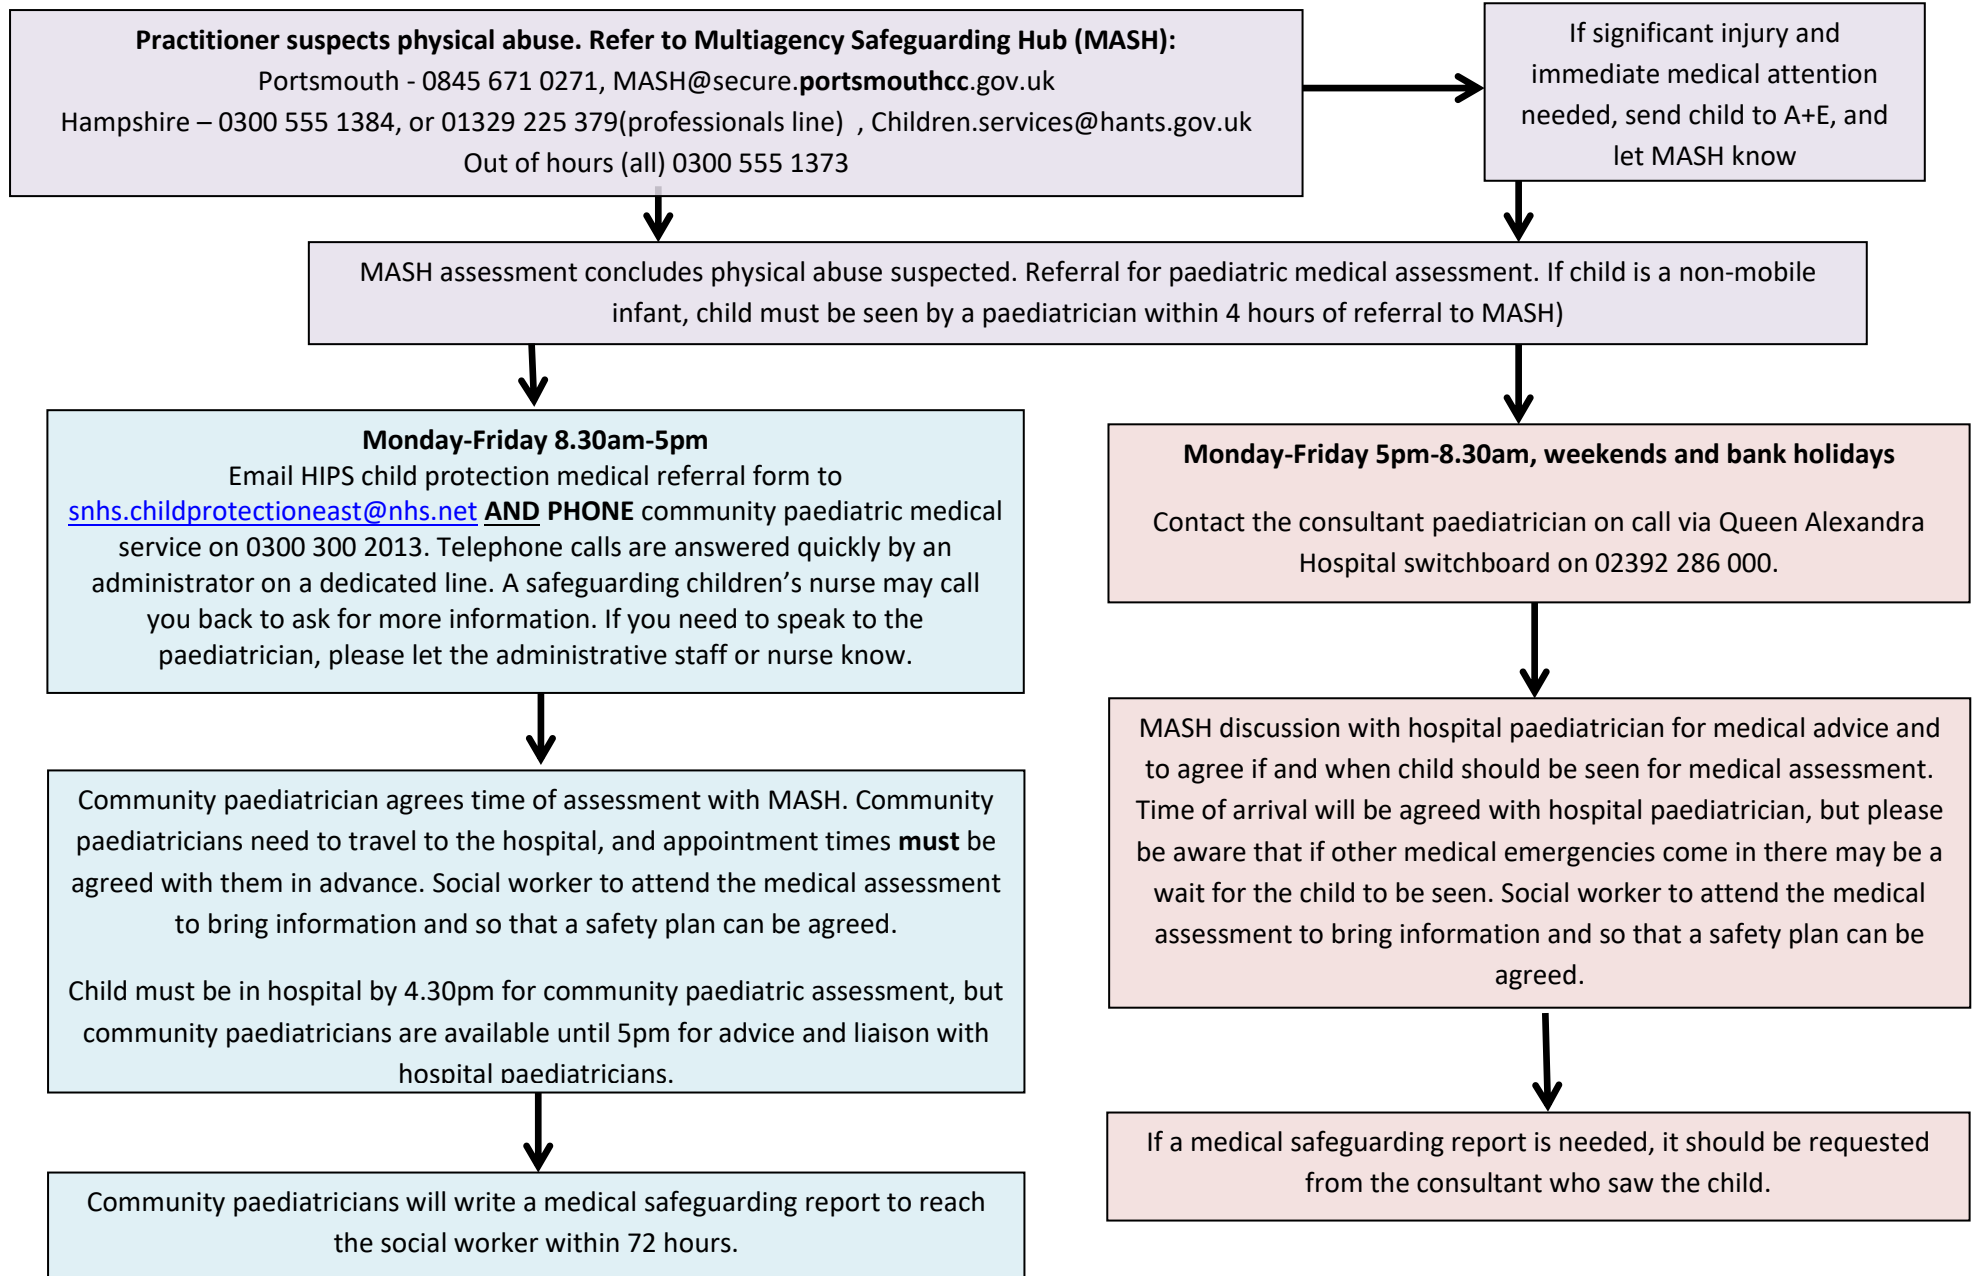 Practitioner suspects physical abuse. Refer to Multiagency Safeguarding Hub (MASH):
Portsmouth - 0845 671 0271, MASH@secure.portsmouthcc.gov.uk
Hampshire – 0300 555 1384, or 01329 225 379(professionals line)  , Children.services@hants.gov.uk
Out of hours (all) 0300 555 1373
If significant injury and
immediate medical attention
needed, send child to A+E, and
let MASH know
MASH assessment concludes physical abuse suspected. Referral for paediatric medical assessment. If child is a non-mobile
infant, child must be seen by a paediatrician within 4 hours of referral to MASH)
Monday-Friday 8.30am-5pm
Email HIPS child protection medical referral form to
snhs.childprotectioneast@nhs.net AND PHONE community paediatric medical
service on 0300 300 2013. Telephone calls are answered quickly by an
administrator on a dedicated line. A safeguarding children’s nurse may call
you back to ask for more information. If you need to speak to the
paediatrician, please let the administrative staff or nurse know.
Community paediatrician agrees time of assessment with MASH. Community
paediatricians need to travel to the hospital, and appointment times must be
agreed with them in advance. Social worker to attend the medical assessment
to bring information and so that a safety plan can be agreed.
Child must be in hospital by 4.30pm for community paediatric assessment, but
community paediatricians are available until 5pm for advice and liaison with
hospital paediatricians.
Community paediatricians will write a medical safeguarding report to reach
the social worker within 72 hours.
Monday-Friday 5pm-8.30am, weekends and bank holidays
Contact the consultant paediatrician on call via Queen Alexandra
Hospital switchboard on 02392 286 000.
MASH discussion with hospital paediatrician for medical advice and
to agree if and when child should be seen for medical assessment.
Time of arrival will be agreed with hospital paediatrician, but please
be aware that if other medical emergencies come in there may be a
wait for the child to be seen. Social worker to attend the medical
assessment to bring information and so that a safety plan can be
agreed.
If a medical safeguarding report is needed, it should be requested
from the consultant who saw the child.